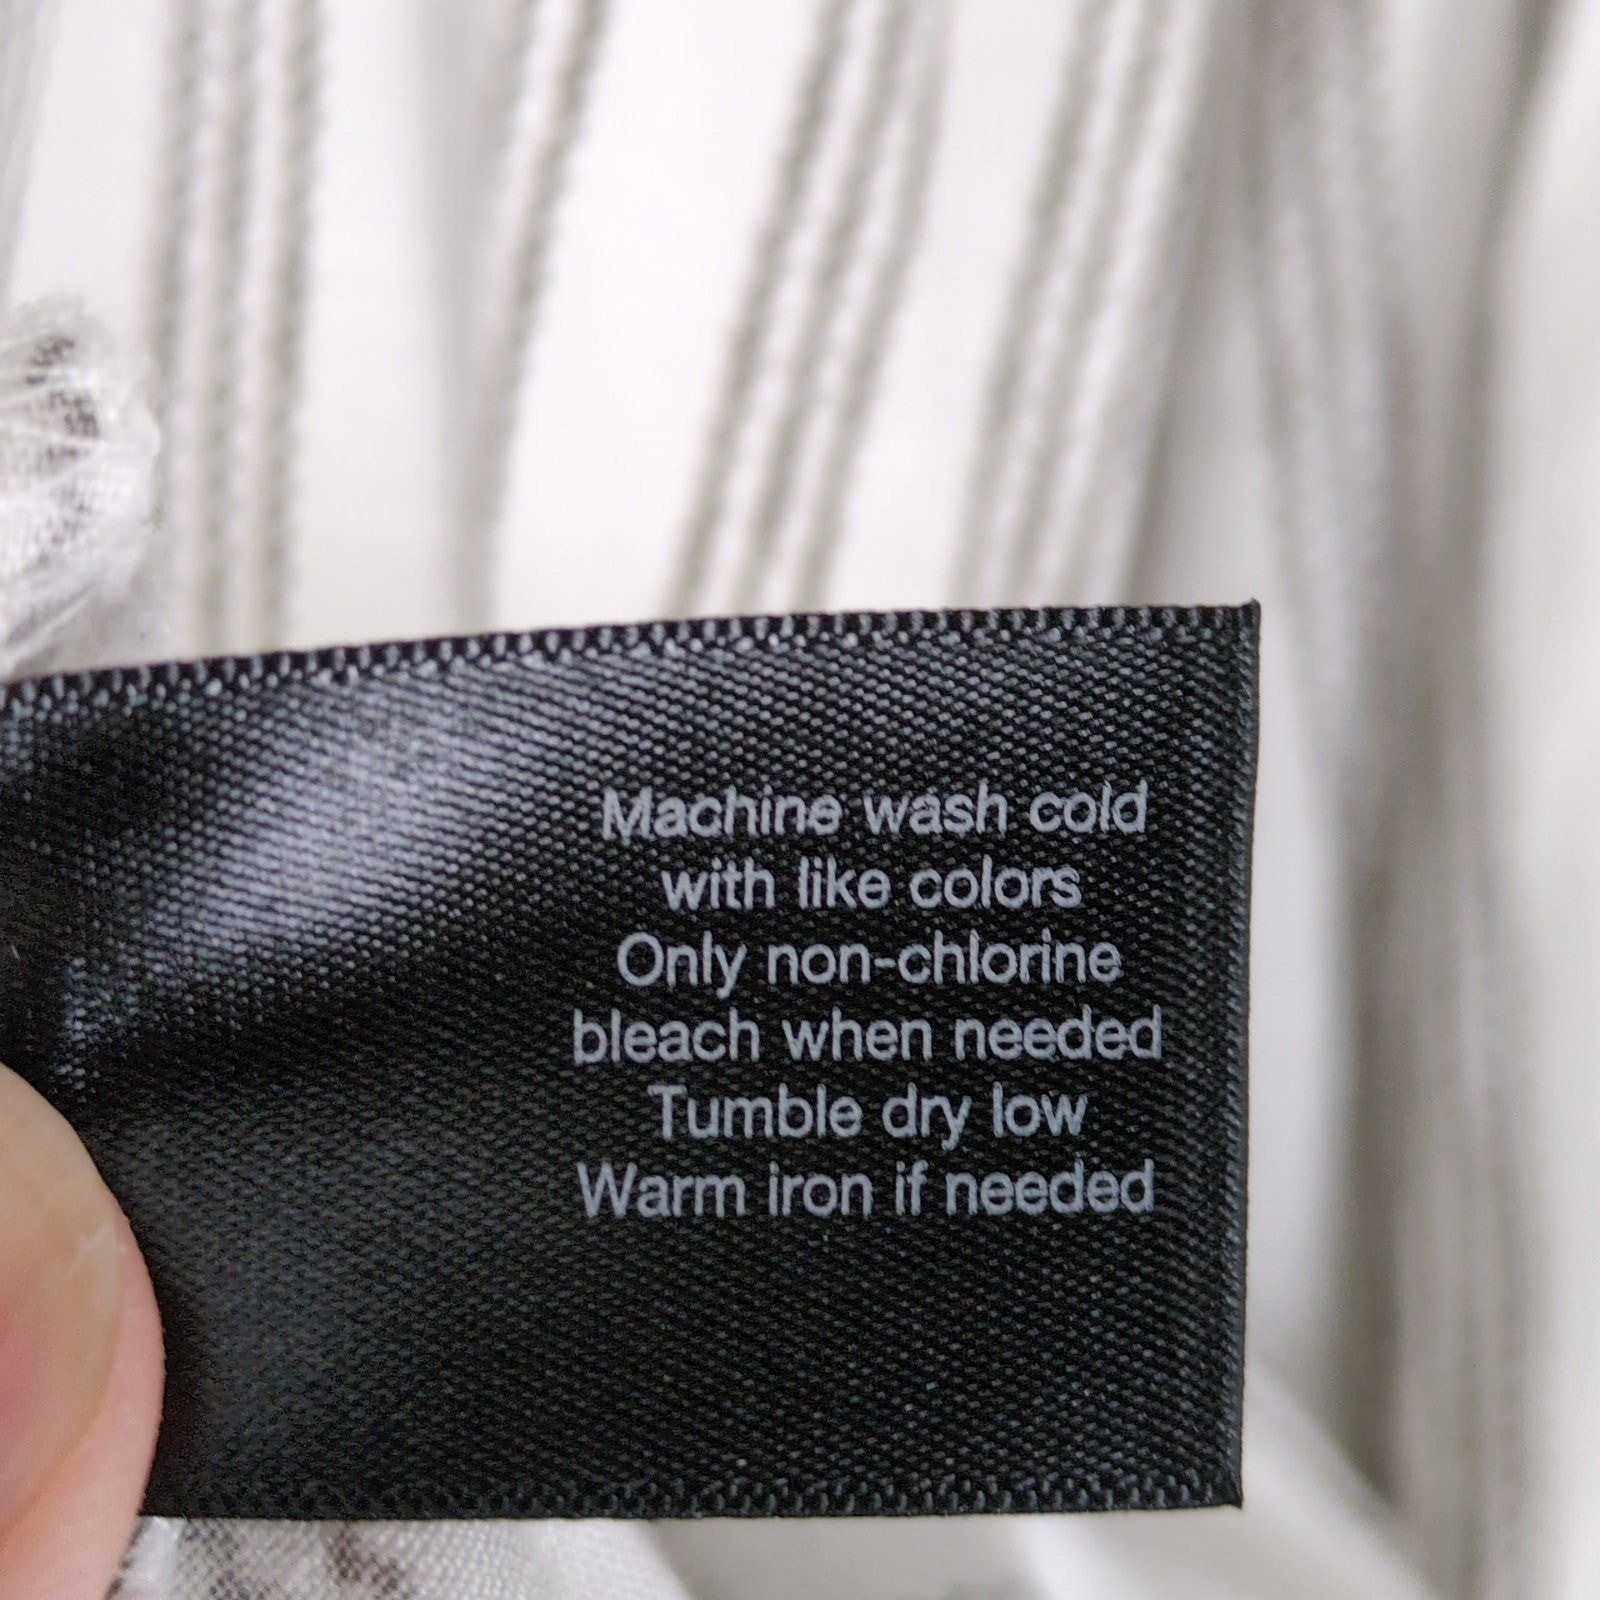 Machine wash cold
with like colors
Only non-chlorine
bleach when needed
Tumble dry low
Warm iron if needed